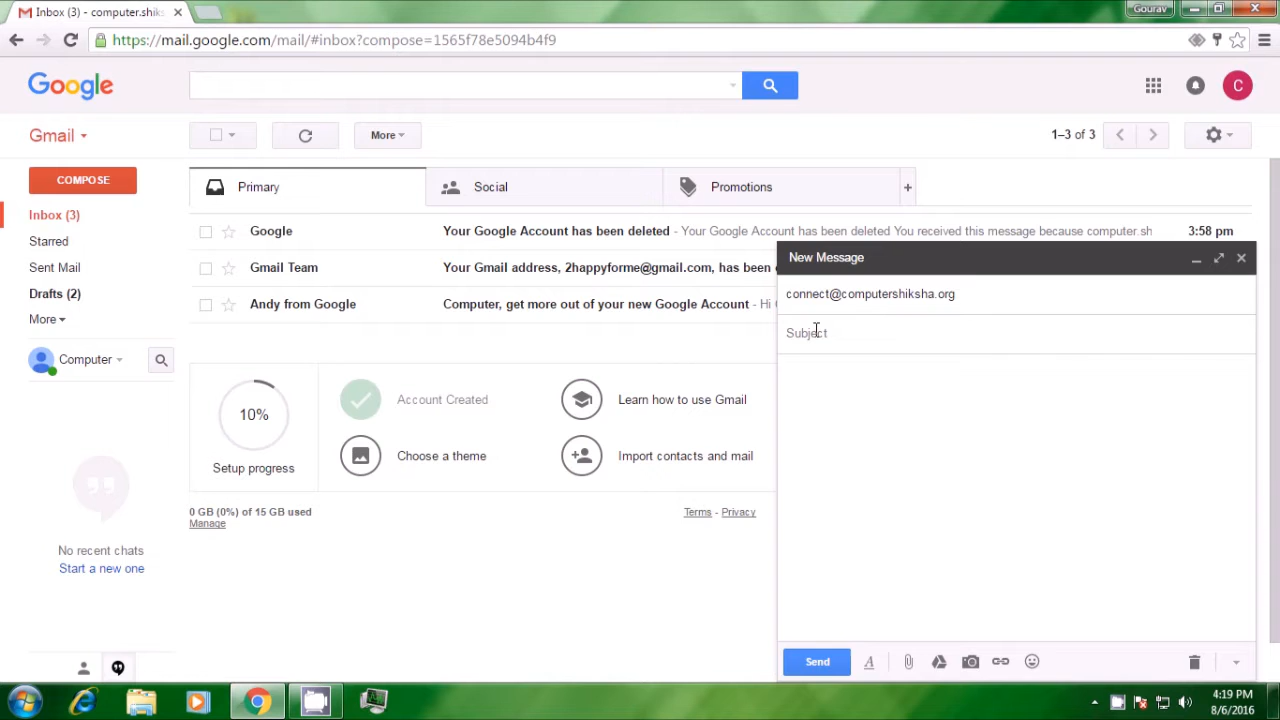 Inbox (3) - computer.shiks
Gourav
https://mail.google.com/mail/#inbox?compose=1565f78e5094b4f9
Google
C
Gmail
More
1–3 of 3
COMPOSE
Primary
Social
Promotions
+
Inbox (3)
Starred
Sent Mail
Drafts (2)
More
Google
Your Google Account has been deleted - Your Google Account has been deleted You received this message because computer.sh
3:58 pm
Gmail Team
Your Gmail address, 2happyforme@gmail.com, has been
Andy from Google
Computer, get more out of your new Google Account - Hi
New Message
connect@computershiksha.org
Subject
Computer
10%
Setup progress
Account Created
Learn how to use Gmail
Choose a theme
Import contacts and mail
0 GB (0%) of 15 GB used
Manage
Terms - Privacy
No recent chats
Start a new one
Send
A
4:19 PM
8/6/2016